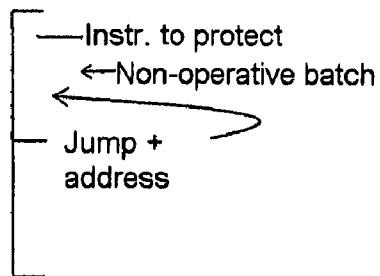 Instr. to protect
Non-operative batch
Jump +
address